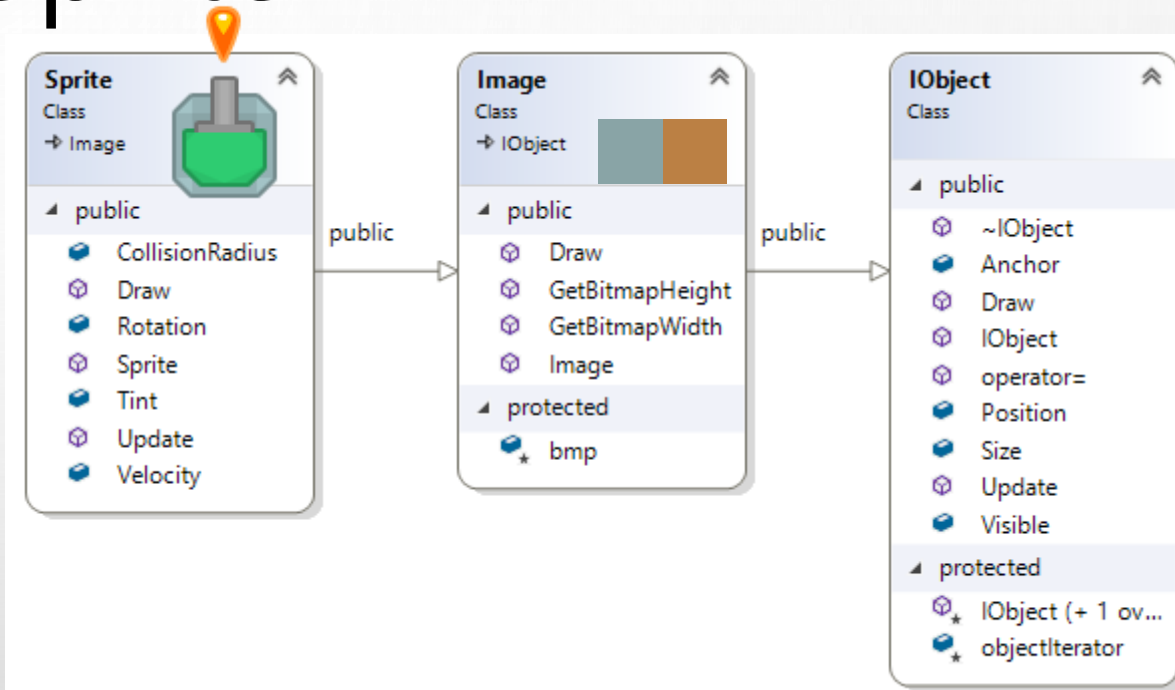 Sprite
Class
Image
public
CollisionRadius
Draw
Rotation
Sprite
Tint
Update
Velocity
public
Image
Class
IObject
public
Draw
GetBitmapHeight
GetBitmapWidth
Image
protected
bmp
public
IObject
Class
public
~IObject
Anchor
Draw
IObject
operator=
Position
Size
Update
Visible
protected
IObject (+ 1 ov...
objectIterator